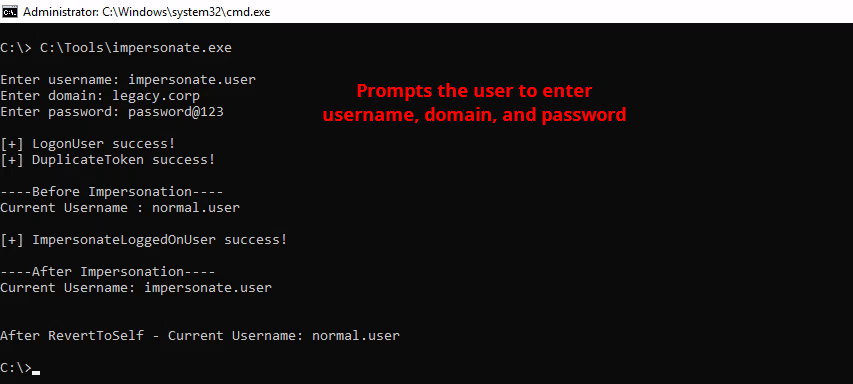 Administrator: C:\Windows\system32\cmd.exe
C:\> C:\Tools\impersonate.exe
Enter username: impersonate.user
Enter domain: legacy.corp
Enter password: password@123
Prompts the user to enter
username, domain, and password
[+] LogonUser success!
[+] DuplicateToken success!
----Before Impersonation----
Current Username : normal.user
[+] ImpersonateLoggedOnUser success!
----After Impersonation----
Current Username: impersonate.user
After RevertToSelf - Current Username: normal.user
C:\>